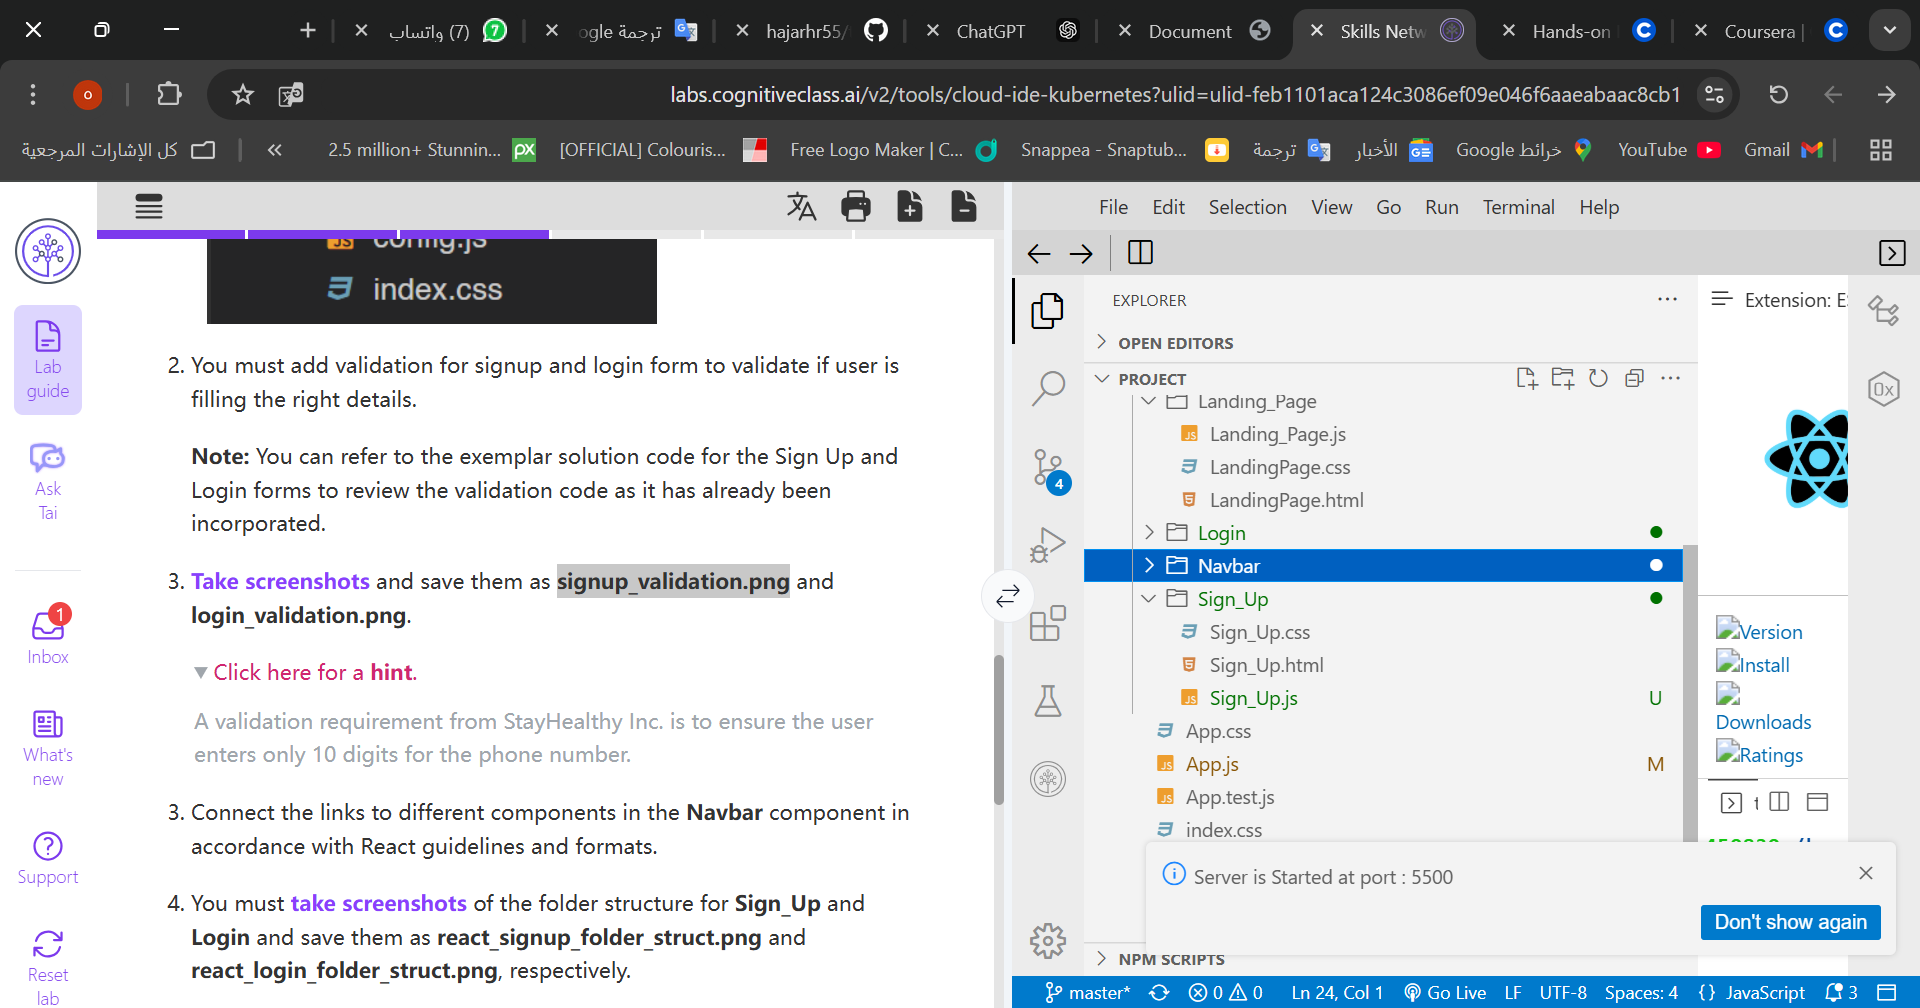 (7) واتساب
ترجمة ogle
hajarhr55/
ChatGPT
Document
Skills Netw
Hands-on
Coursera |
o
labs.cognitiveclass.ai/v2/tools/cloud-ide-kubernetes?ulid=ulid-feb1101aca124c3086ef09e046f6aaeabaac8cb1
كل الإشارات المرجعية
2.5 million+ Stunnin...
px
[OFFICIAL] Colouris...
Free Logo Maker | C...
Snappea - Snaptub...
ترجمة
الأخبار
خرائط Google
YouTube
Gmail
File Edit Selection View Go Run Terminal Help
Lab
guide
Ask
Tai
1
Inbox
What's
new
Support
Reset
lab
config.js
index.css
2. You must add validation for signup and login form to validate if user is
filling the right details.
Note: You can refer to the exemplar solution code for the Sign Up and
Login forms to review the validation code as it has already been
incorporated.
3. Take screenshots and save them as signup_validation.png and
login_validation.png.
Click here for a hint.
A validation requirement from StayHealthy Inc. is to ensure the user
enters only 10 digits for the phone number.
3. Connect the links to different components in the Navbar component in
accordance with React guidelines and formats.
4. You must take screenshots of the folder structure for Sign_Up and
Login and save them as react_signup_folder_struct.png and
react_login_folder_struct.png, respectively.
4
EXPLORER
OPEN EDITORS
PROJECT
Landing_Page
Landing_Page.js
LandingPage.css
LandingPage.html
Login
Navbar
Sign_Up
Sign_Up.css
Sign_Up.html
Sign_Up.js U
App.css
App.js M
App.test.js
index.css
NPM SCRIPTS
Extension: E
0x
Version
Install
Downloads
Ratings
Server is Started at port : 5500
Don't show again
master* 0 0 Ln 24, Col 1 Go Live LF UTF-8 Spaces: 4 {} JavaScript 3